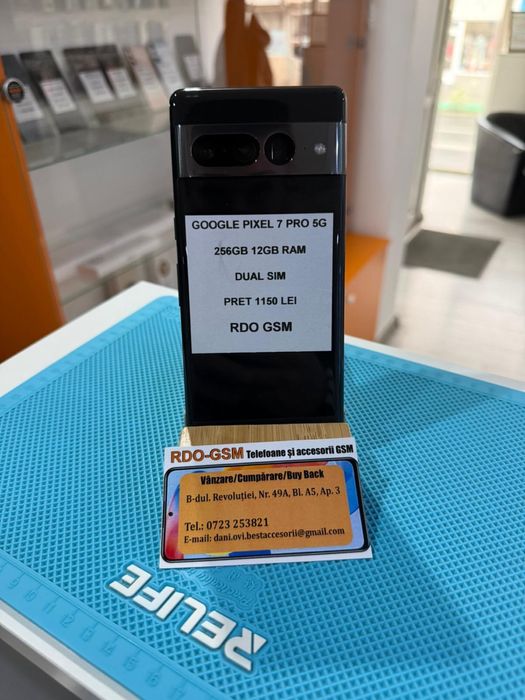 GOOGLE PIXEL 7 PRO 5G
256GB 12GB RAM
DUAL SIM
PRET 1150 LEI
RDO GSM
RDO-GSM Telefoane și accesorii GSM
Vânzare/Cumpărare/Buy Back
B-dul. Revoluției, Nr. 49A, Bl. A5, Ap. 3
Tel.: 0723 253821
E-mail: dani.ovi.bestaccesorii@gmail.com
RELIFE